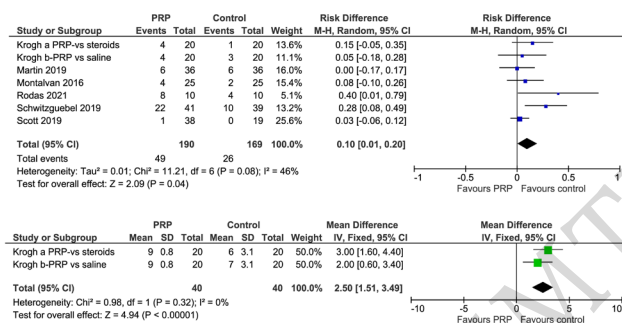 PRP Control Risk Difference Risk Difference
Study or Subgroup Events Total Events Total Weight M-H, Random, 95% CI M-H, Random, 95% CI
Krogh a PRP-vs steroids 4 20 1 20 13.6% 0.15 [-0.05, 0.35]
Krogh b-PRP vs saline 4 20 3 20 11.1% 0.05 [-0.18, 0.28]
Martin 2019 6 36 6 36 15.9% 0.00 [-0.17, 0.17]
Montalvan 2016 4 25 2 25 15.4% 0.08 [-0.10, 0.26]
Rodas 2021 8 10 4 10 5.1% 0.40 [0.01, 0.79]
Schwitzguebel 2019 22 41 10 39 13.3% 0.28 [0.08, 0.49]
Scott 2019 1 38 0 19 25.6% 0.03 [-0.06, 0.12]
Total (95% CI) 190 169 100.0% 0.10 [0.01, 0.20]
Total events 49 26
Heterogeneity: Tau² = 0.01; Chi² = 11.21, df = 6 (P = 0.08); I² = 46%
Test for overall effect: Z = 2.09 (P = 0.04)
-1 -0.5 0 0.5 1
Favours PRP Favours control
PRP Control Mean Difference Mean Difference
Study or Subgroup Mean SD Total Mean SD Total Weight IV, Fixed, 95% CI IV, Fixed, 95% CI
Krogh a PRP-vs steroids 9 0.8 20 6 3.1 20 50.0% 3.00 [1.60, 4.40]
Krogh b-PRP vs saline 9 0.8 20 7 3.1 20 50.0% 2.00 [0.60, 3.40]
Total (95% CI) 40 40 100.0% 2.50 [1.51, 3.49]
Heterogeneity: Chi² = 0.98, df = 1 (P = 0.32); I² = 0%
Test for overall effect: Z = 4.94 (P < 0.00001)
-10 -5 0 5 10
Favours PRP Favours control